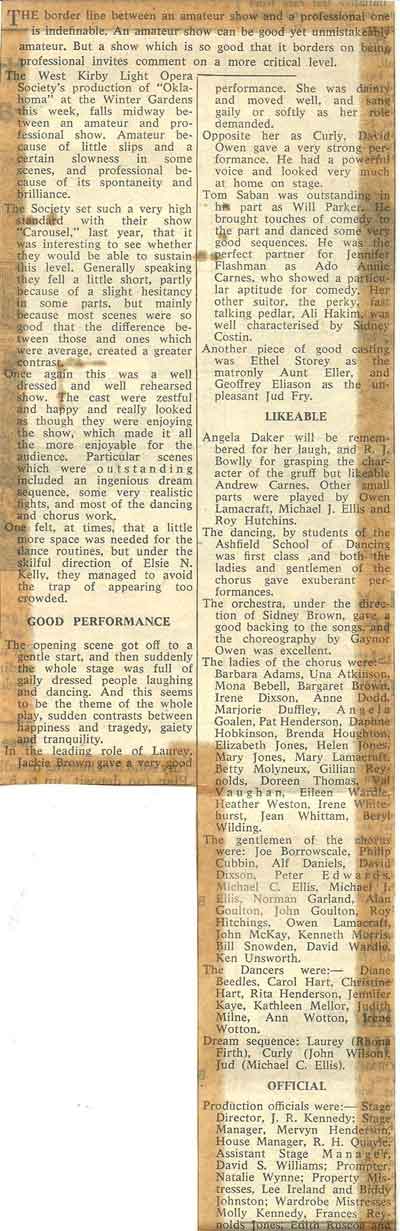 THE border line between an amateur show and a professional one
is indefinable. An amateur show can be good yet unmistakably
amateur. But a show which is so good that it borders on being
professional invites comment on a more critical level.
The West Kirby Light Opera
Society's production of "Okla-
homa" at the Winter Gardens
this week, falls midway be-
tween an amateur and pro-
fessional show. Amateur be-
cause of little slips and a
certain slowness in some
scenes, and professional be-
cause of its spontaneity and
brilliance.
The Society set such a very high
standard with their show
"Carousel," last year, that it
was interesting to see whether
they would be able to sustain
this level. Generally speaking
they fell a little short, partly
because of a slight hesitancy
in some parts, but mainly
because most scenes were so
good that the difference be-
tween those and ones which
were average, created a greater
contrast.
Once again this was a well
dressed and well rehearsed
show. The cast were zestful
and happy and really looked
as though they were enjoying
the show, which made it all
the more enjoyable for the
audience. Particular scenes
which were outstanding
included an ingenious dream
sequence, some very realistic
fights, and most of the dancing
and chorus work.
One felt, at times, that a little
more space was needed for the
dance routines, but under the
skilful direction of Elsie N.
Kelly, they managed to avoid
the trap of appearing too
crowded.
GOOD PERFORMANCE
The opening scene got off to a
gentle start, and then suddenly
the whole stage was full of
gaily dressed people laughing
and dancing. And this seems
to be the theme of the whole
play, sudden contrasts between
happiness and tragedy, gaiety
and tranquility.
In the leading role of Laurey,
Jackie Brown gave a very good
performance. She was dainty
and moved well, and sang
gaily or softly as her role
demanded.
Opposite her as Curly, David
Owen gave a very strong per-
formance. He had a powerful
voice and looked very much
at home on stage.
Tom Saban was outstanding in
his part as Will Parker. He
brought touches of comedy to
the part and danced some very
good sequences. He was the
perfect partner for Jennifer
Flashman as Ado Annie
Carnes, who showed a particu-
lar aptitude for comedy. Her
other suitor, the perky, fast
talking pedlar, Ali Hakim, was
well characterised by Sidney
Costin.
Another piece of good casting
was Ethel Storey as the
matronly Aunt Eller, and
Geoffrey Eliason as the un-
pleasant Jud Fry.
LIKEABLE
Angela Daker will be remem-
bered for her laugh, and R. J.
Bowlly for grasping the char-
acter of the gruff but likeable
Andrew Carnes. Other small
parts were played by Owen
Lamacraft, Michael J. Ellis and
Roy Hutchins.
The dancing, by students of the
Ashfield School of Dancing
was first class ,and both the
ladies and gentlemen of the
chorus gave exuberant per-
formances.
The orchestra, under the direc-
tion of Sidney Brown, gave a
good backing to the songs, and
the choreography by Gaynor
Owen was excellent.
The ladies of the chorus were:—
Barbara Adams, Una Atkinson,
Mona Bebell, Bargaret Brown,
Irene Dixson, Anne Dodd,
Marjorie Duffley, Angela
Goalen, Pat Henderson, Daphne
Hobkinson, Brenda Houghton,
Elizabeth Jones, Helen Jones,
Mary Jones, Mary Lamacraft,
Betty Molyneux, Gillian Rey-
nolds, Doreen Thomas, Val
Vaughan, Eileen Wardle,
Heather Weston, Irene White-
hurst, Jean Whittam, Beryl
Wilding.
The gentlemen of the chorus
were: Joe Borrowscale, Philip
Cubbin, Alf Daniels, David
Dixson, Peter Edwards,
Michael C. Ellis, Michael J.
Ellis, Norman Garland, Alan
Goulton, John Goulton, Roy
Hitchings, Owen Lamacraft,
John McKay, Kenneth Morris,
Bill Snowden, David Wardle,
Ken Unsworth.
The Dancers were:— Diane
Beedles, Carol Hart, Christine
Hart, Rita Henderson, Jennifer
Kaye, Kathleen Mellor, Judith
Milne, Ann Wotton, Irene
Wotton.
Dream sequence: Laurey (Rhona
Firth), Curly (John Wilson),
Jud (Michael C. Ellis).
OFFICIAL
Production officials were:— Stage
Director, J. R. Kennedy; Stage
Manager, Mervyn Henderson,
House Manager, R. H. Quayle,
Assistant Stage Manager,
David S. Williams; Prompter,
Natalie Wynne; Property Mis-
tresses, Lee Ireland and Biddy
Johnston; Wardrobe Mistresses
Molly Kennedy, Frances Rey-
nolds Jones, Edith Roscoe and